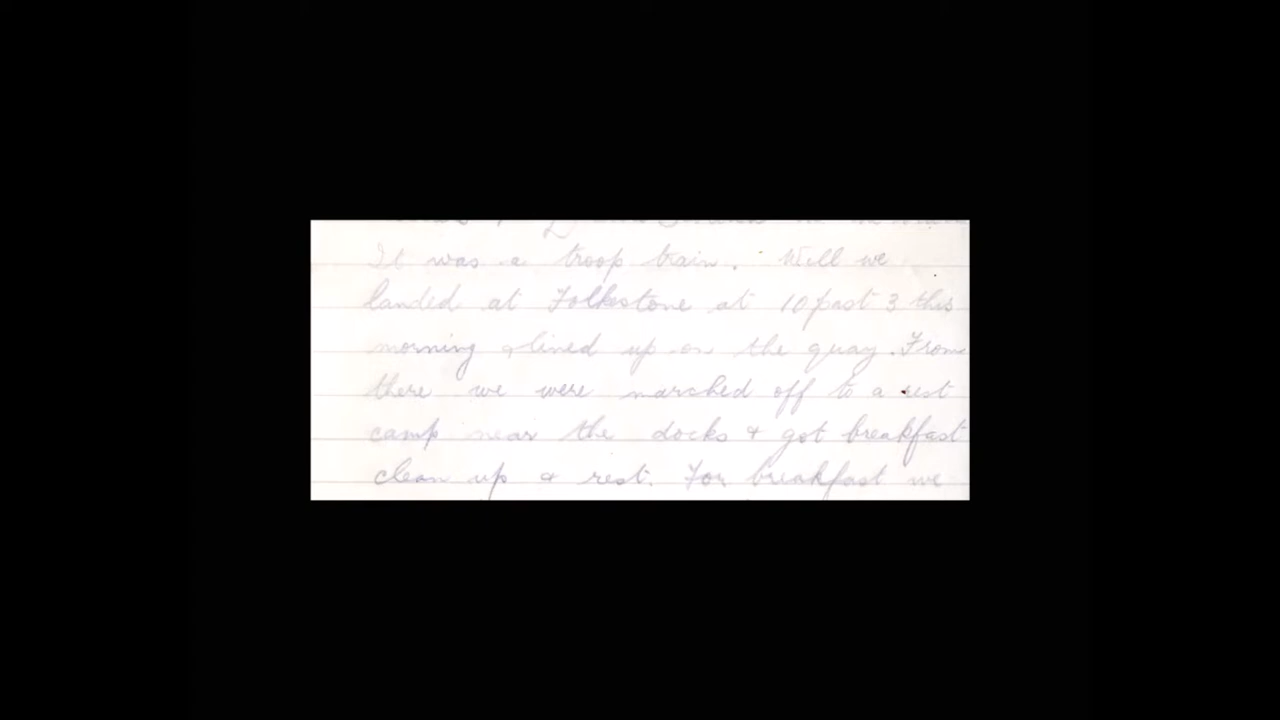 It was a troop train. Well we
landed at Folkestone at 10 past 3 this
morning & lined up on the quay. From
there we were marched off to a rest
camp near the docks & got breakfast
clean up & rest. For breakfast we